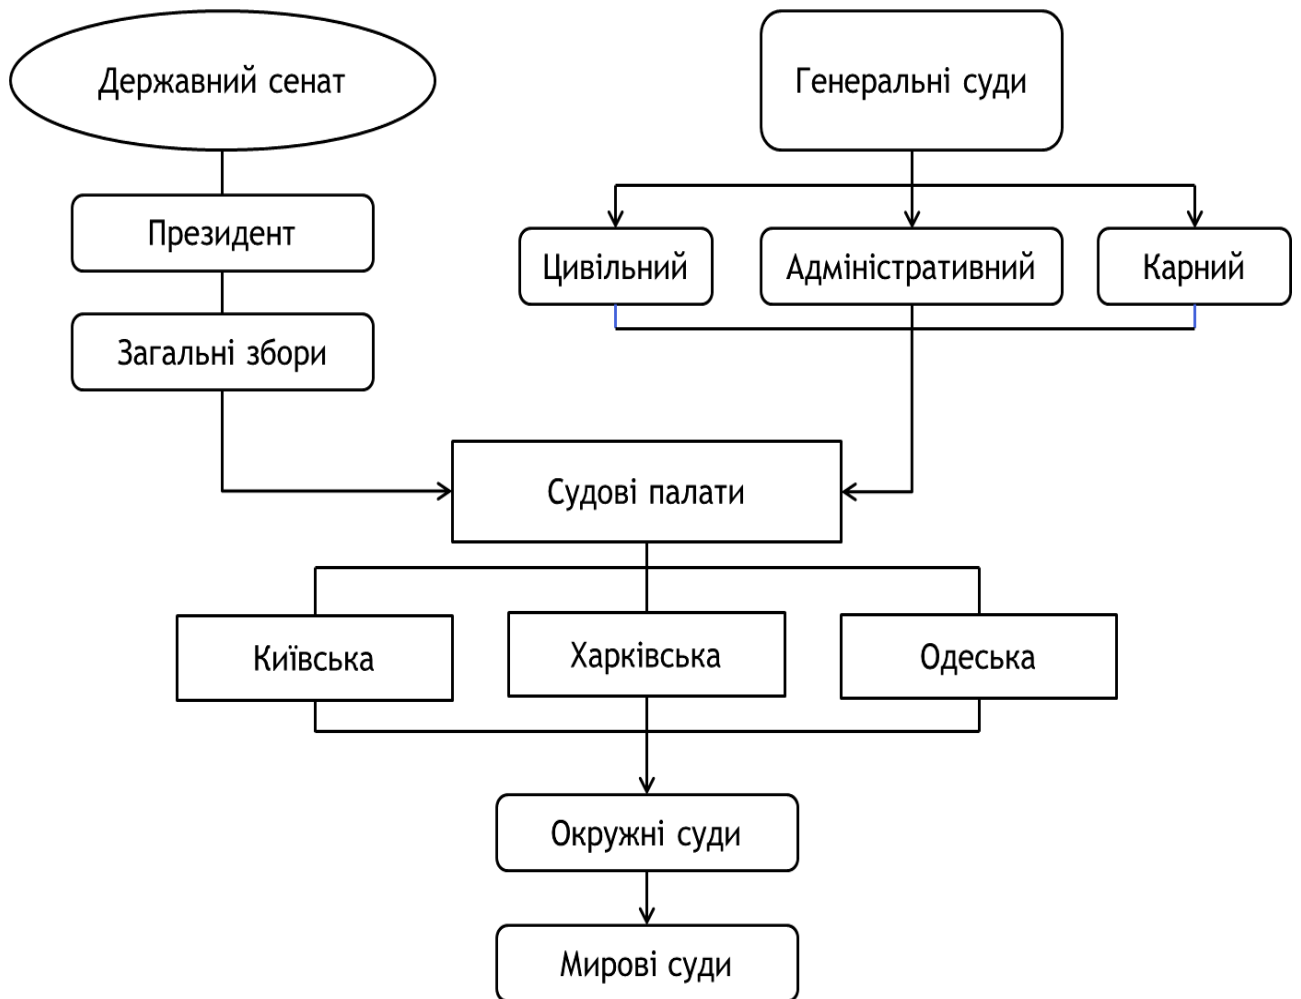 Державний сенат
Генеральні суди
Президент
Цивільний
Адміністративний
Карний
Загальні збори
Судові палати
Київська
Харківська
Одеська
Окружні суди
Мирові суди